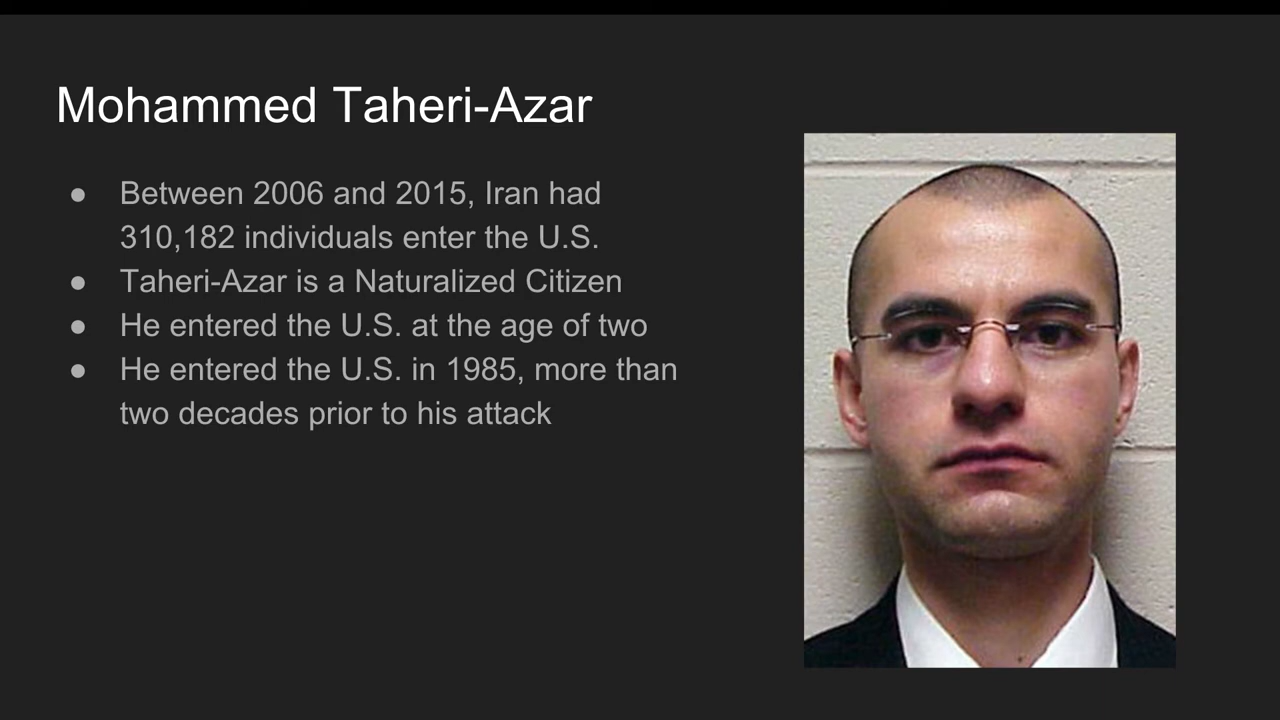 Mohammed Taheri-Azar
● Between 2006 and 2015, Iran had
310,182 individuals enter the U.S.
● Taheri-Azar is a Naturalized Citizen
● He entered the U.S. at the age of two
● He entered the U.S. in 1985, more than
two decades prior to his attack